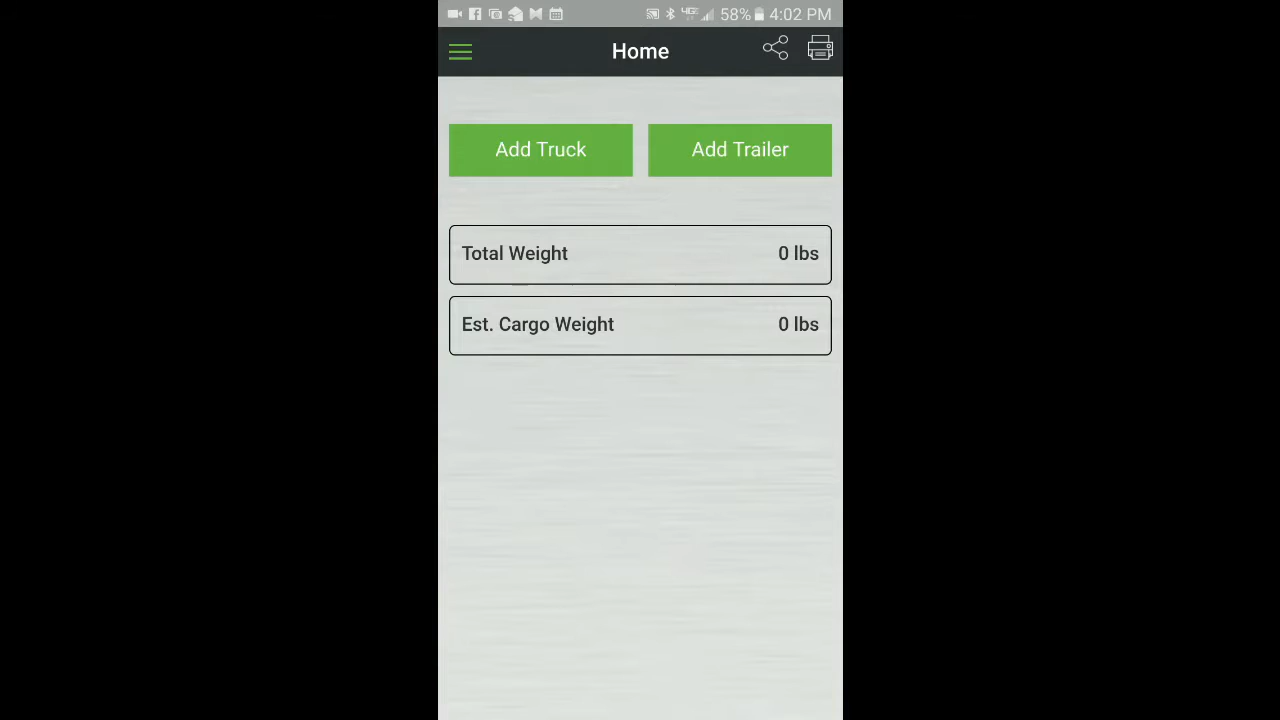 58% 4:02 PM
Home
Add Truck Add Trailer
Total Weight 0 lbs
Est. Cargo Weight 0 lbs